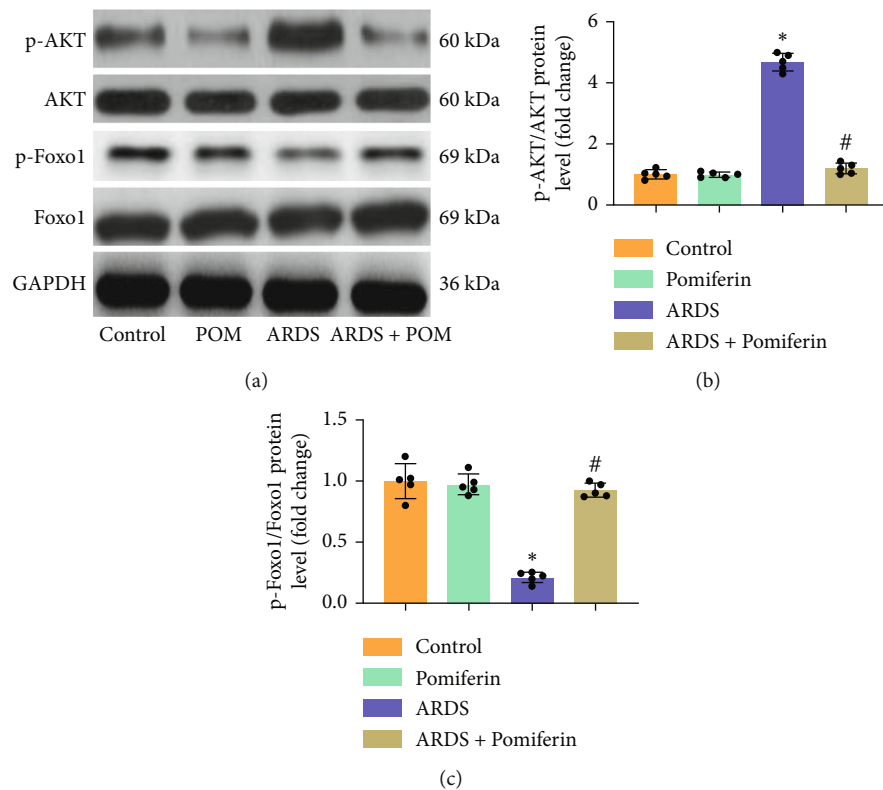 p-AKT
60 kDa
AKT
60 kDa
p-Foxo1
69 kDa
Foxo1
69 kDa
GAPDH
36 kDa
Control POM ARDS ARDS + POM
(a)
p-AKT/AKT protein
level (fold change)
6
4
2
0
*
#
Control
Pomiferin
ARDS
ARDS + Pomiferin
(b)
p-Foxo1/Foxo1 protein
level (fold change)
1.5
1.0
0.5
0.0
*
#
Control
Pomiferin
ARDS
ARDS + Pomiferin
(c)